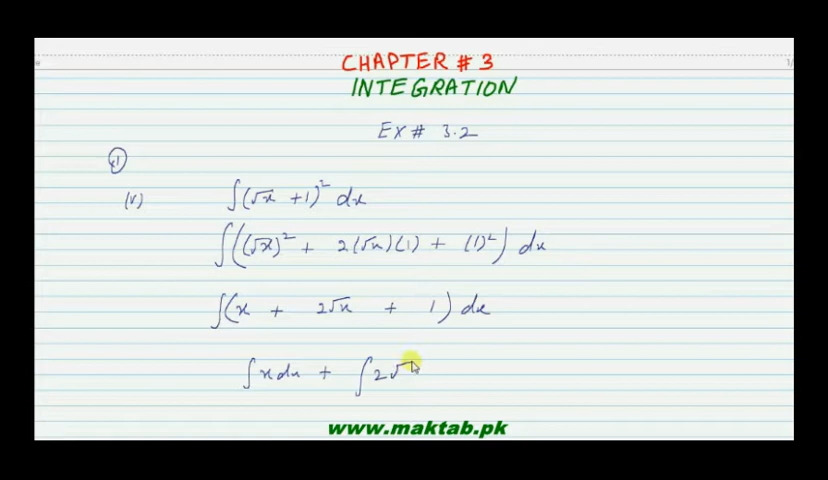 CHAPTER # 3
INTEGRATION
EX# 3.2
Q1
(V) ∫(√x +1)² dx
∫((√x)² + 2(√x)(1) + (1)²) dx
∫(x + 2√x + 1) dx
∫x dx + ∫2√
www.maktab.pk